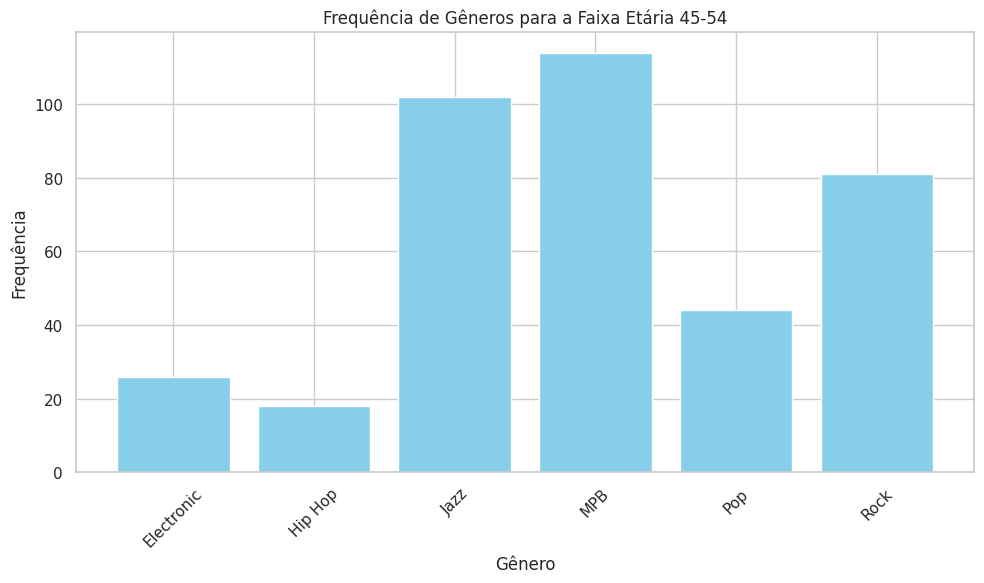 Frequência de Gêneros para a Faixa Etária 45-54
Frequência
100
80
60
40
20
0
Electronic
Hip Hop
Jazz
MPB
Pop
Rock
Gênero